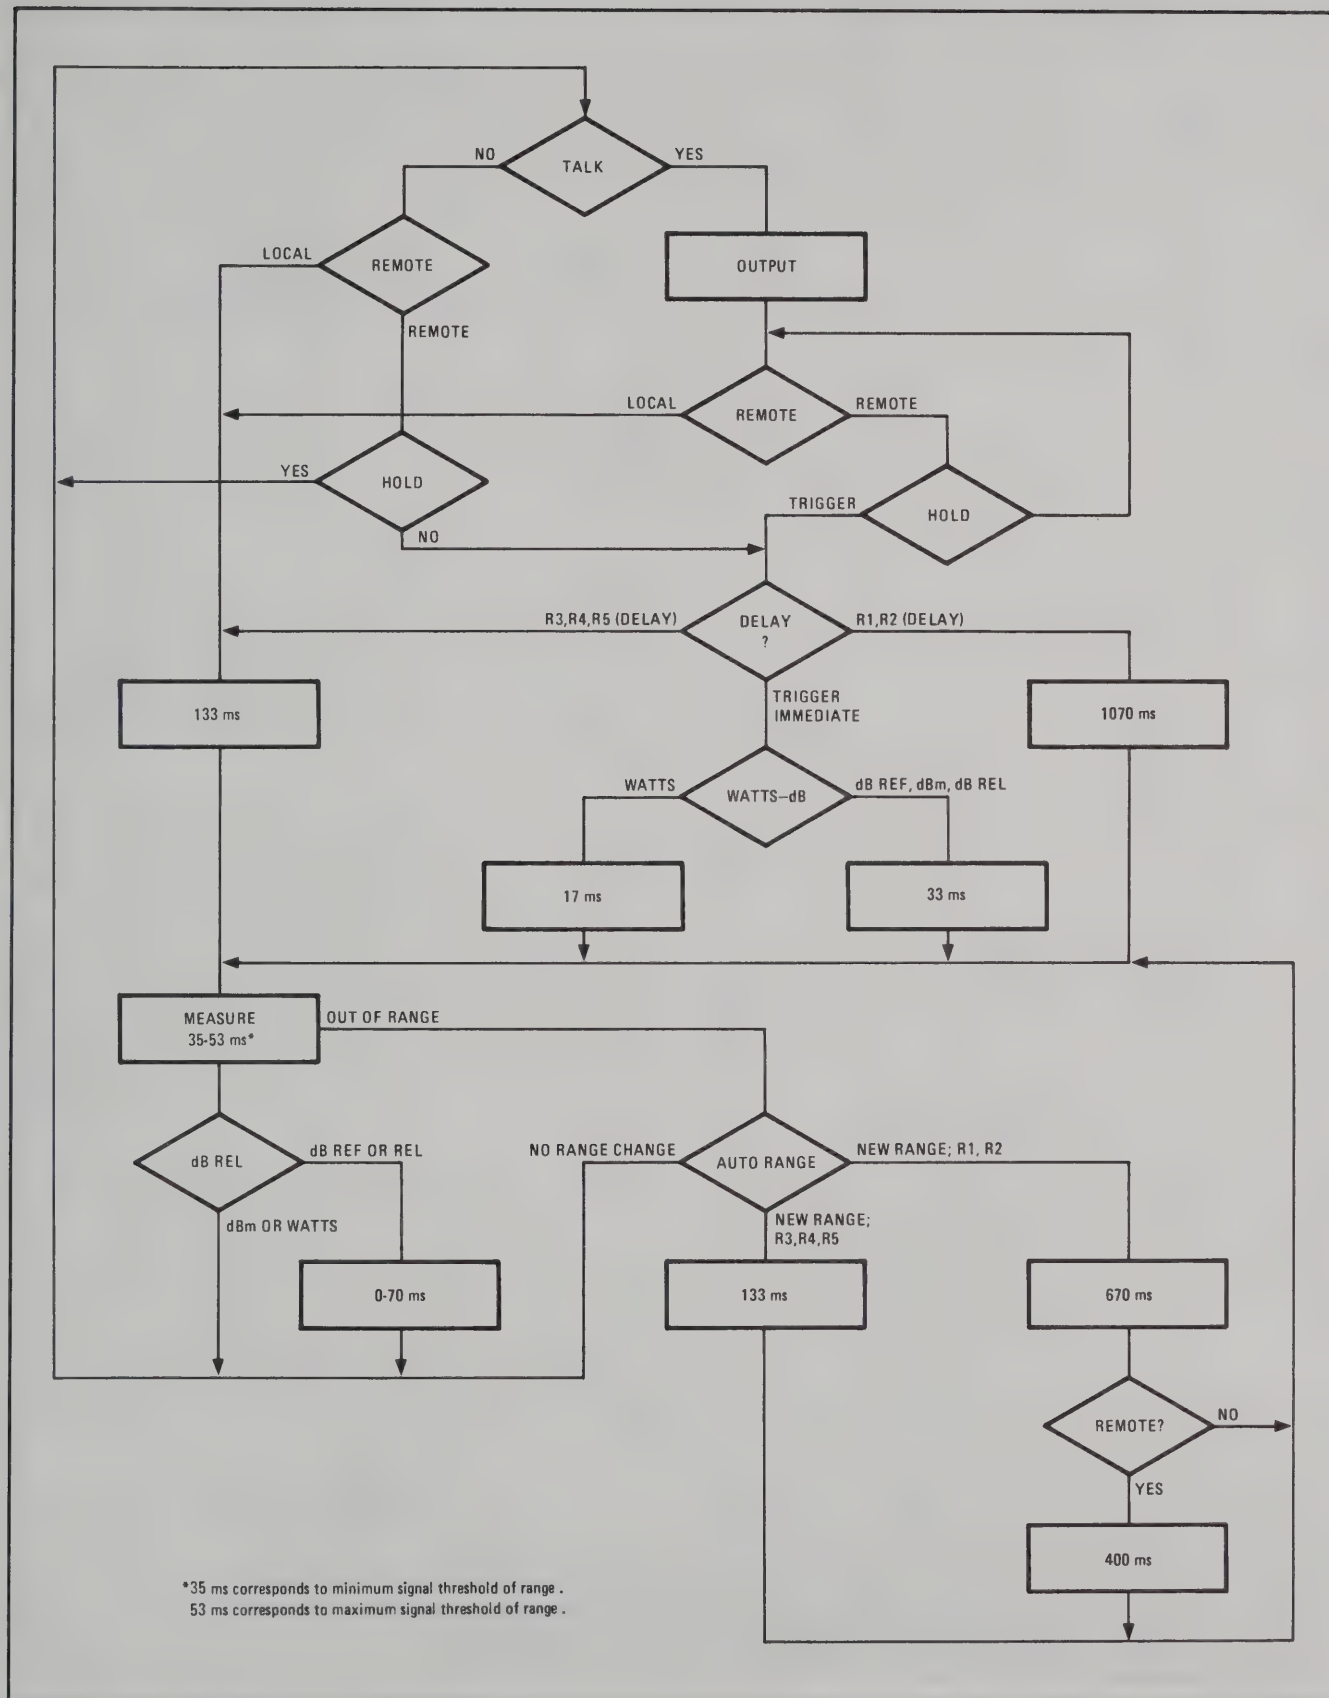 TALK
NO
YES
REMOTE
LOCAL
REMOTE
OUTPUT
REMOTE
LOCAL
REMOTE
HOLD
YES
NO
HOLD
TRIGGER
DELAY
?
R3,R4,R5 (DELAY)
R1,R2 (DELAY)
TRIGGER
IMMEDIATE
133 ms
1070 ms
WATTS–dB
WATTS
dB REF, dBm, dB REL
17 ms
33 ms
MEASURE
35-53 ms*
OUT OF RANGE
dB REL
dB REF OR REL
dBm OR WATTS
0-70 ms
AUTO RANGE
NO RANGE CHANGE
NEW RANGE; R1, R2
NEW RANGE;
R3,R4,R5
133 ms
670 ms
REMOTE?
NO
YES
400 ms
*35 ms corresponds to minimum signal threshold of range .
53 ms corresponds to maximum signal threshold of range .